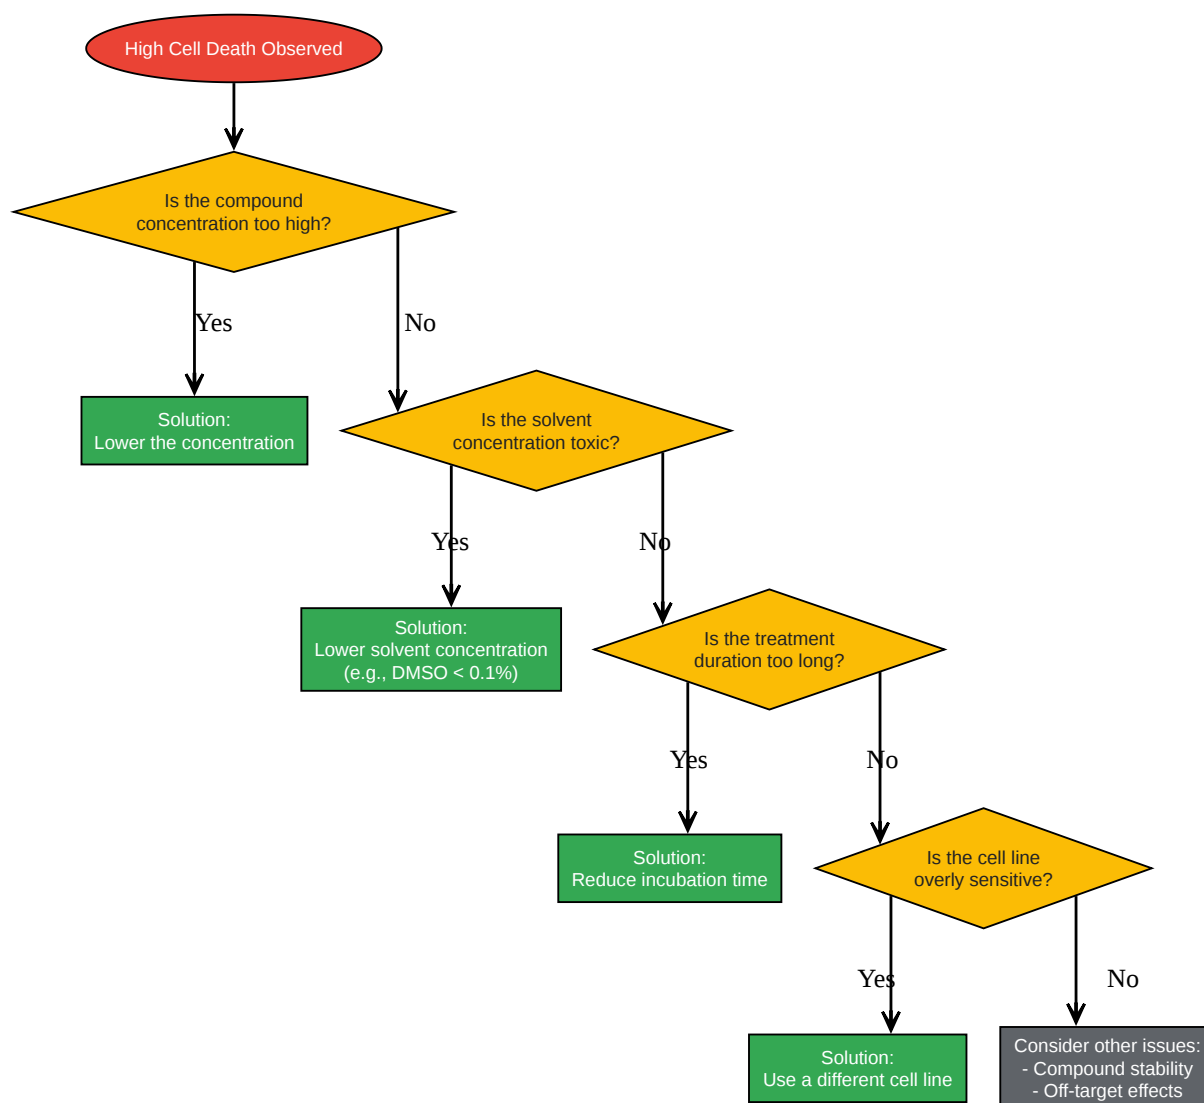 High Cell Death Observed
Is the compound
concentration too high?
Yes
No
Solution:
Lower the concentration
Is the solvent
concentration toxic?
Yes
No
Solution:
Lower solvent concentration
(e.g., DMSO < 0.1%)
Is the treatment
duration too long?
Yes
No
Solution:
Reduce incubation time
Is the cell line
overly sensitive?
Yes
No
Solution:
Use a different cell line
Consider other issues:
- Compound stability
- Off-target effects